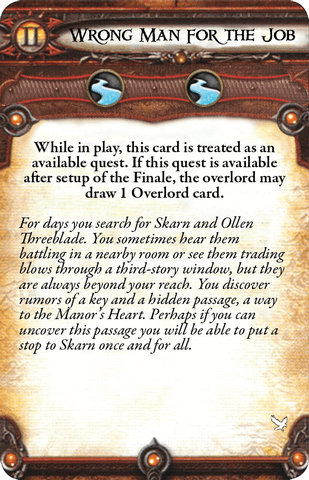 II
WRONG MAN FOR THE JOB
While in play, this card is treated as an
available quest. If this quest is available
after setup of the Finale, the overlord may
draw 1 Overlord card.
For days you search for Skarn and Ollen
Threeblade. You sometimes hear them
battling in a nearby room or see them trading
blows through a third-story window, but they
are always beyond your reach. You discover
rumors of a key and a hidden passage, a way
to the Manor's Heart. Perhaps if you can
uncover this passage you will be able to put a
stop to Skarn once and for all.